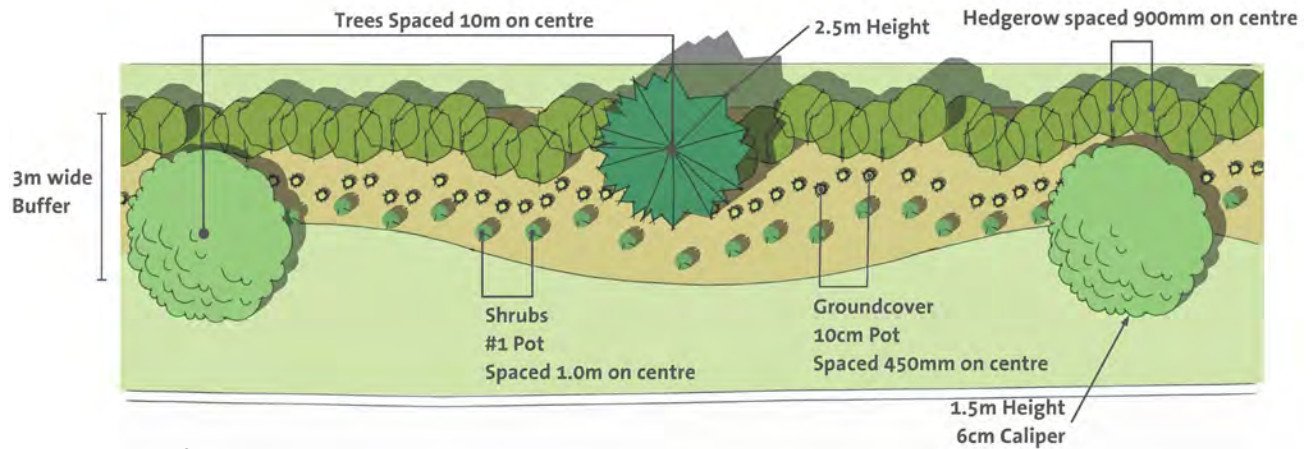 Trees Spaced 10m on centre
2.5m Height
Hedgerow spaced 900mm on centre
3m wide
Buffer
Shrubs
#1 Pot
Spaced 1.0m on centre
Groundcover
10cm Pot
Spaced 450mm on centre
1.5m Height
6cm Caliper